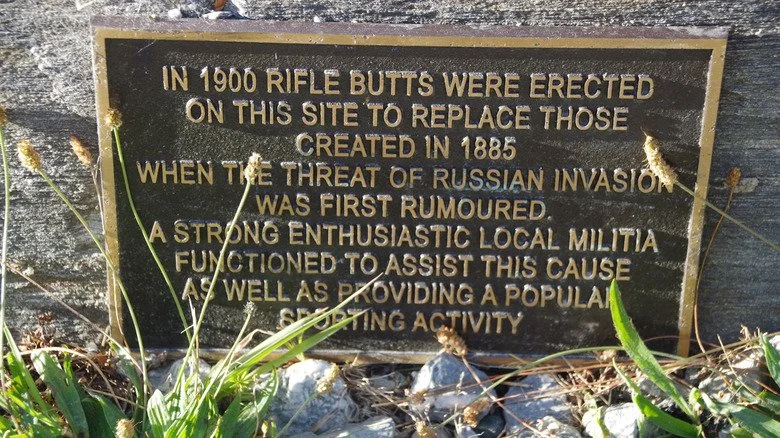 IN 1900 RIFLE BUTTS WERE ERECTED
ON THIS SITE TO REPLACE THOSE
CREATED IN 1885
WHEN THE THREAT OF RUSSIAN INVASION
WAS FIRST RUMOURED.
A STRONG ENTHUSIASTIC LOCAL MILITIA
FUNCTIONED TO ASSIST THIS CAUSE
AS WELL AS PROVIDING A POPULAR
SPORTING ACTIVITY